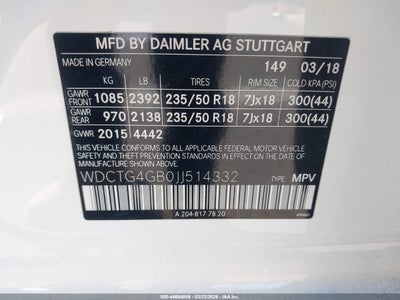 MFD BY DAIMLER AG STUTTGART
MADE IN GERMANY 149 03/18
KG LB TIRES RIM SIZE COLD KPA (PSI)
GAWR FRONT 1085 2392 235/50 R18 7Jx18 300(44)
GAWR REAR 970 2138 235/50 R18 7Jx18 300(44)
GVWR 2015 4442
THIS VEHICLE CONFORMS TO ALL APPLICABLE U.S. FEDERAL MOTOR VEHICLE SAFETY AND THEFT PREVENTION STANDARDS IN EFFECT ON THE DATE OF MANUFACTURE SHOWN ABOVE.
WDCTG4GB0JJ514332 TYPE: MPV
A 204 817 78 20